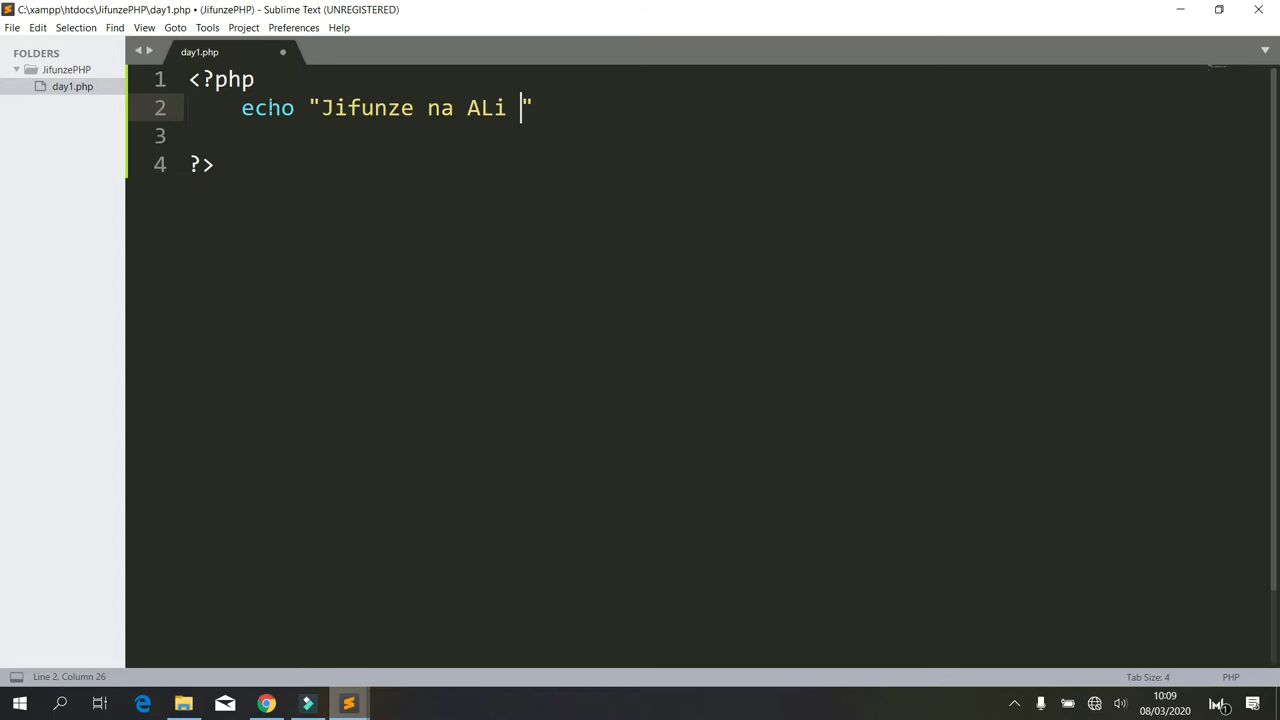 C:\xampp\htdocs\JifunzePHP\day1.php • (JifunzePHP) - Sublime Text (UNREGISTERED)
File Edit Selection Find View Goto Tools Project Preferences Help
FOLDERS
JifunzePHP
day1.php
day1.php
1 <?php
2 echo "Jifunze na ALi "
3
4 ?>
Line 2, Column 26
Tab Size: 4
PHP
10:09
08/03/2020